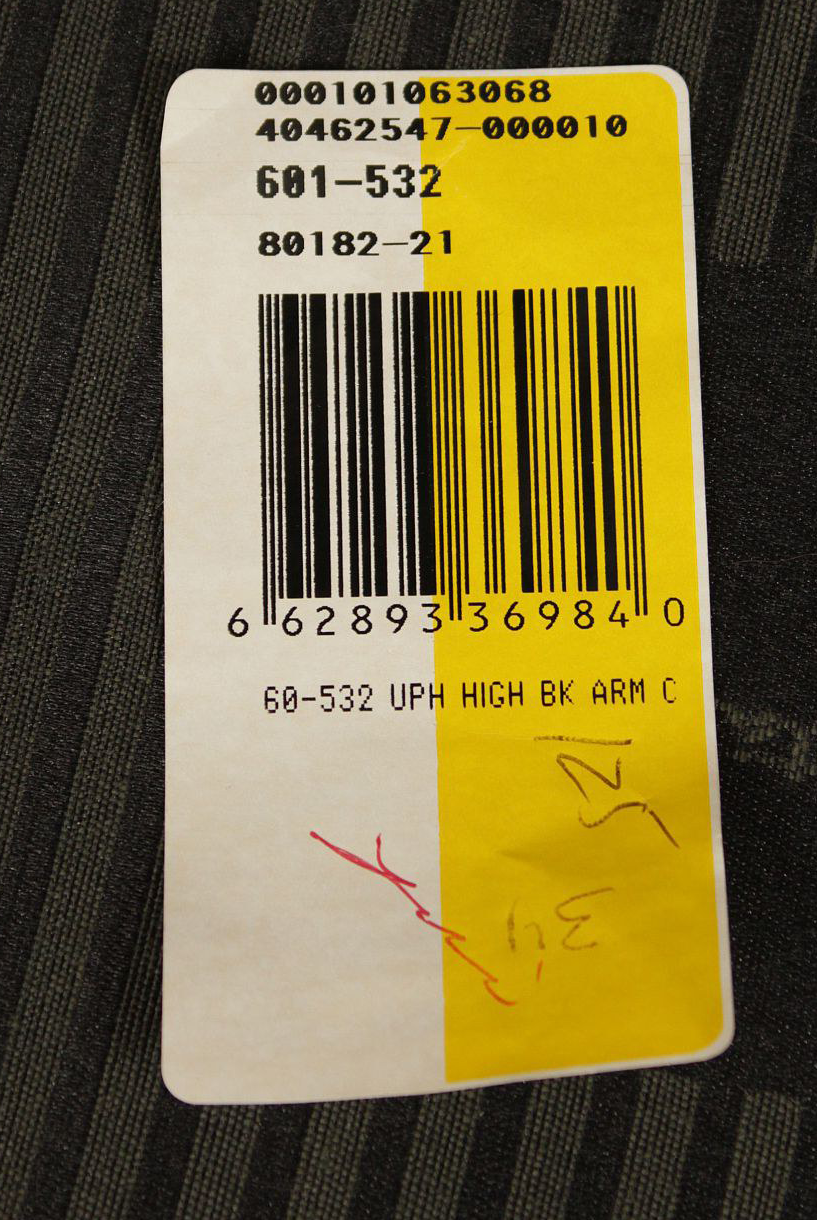 000101063068
40462547-000010
601-532
80182-21
6 62893 36984 0
60-532 UPH HIGH BK ARM C